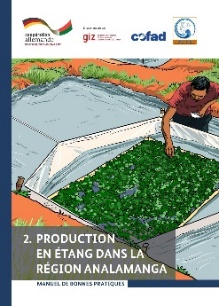 coopération
allemande
giz
cofad
2. PRODUCTION
EN ÉTANG DANS LA
RÉGION ANALAMANGA
MANUEL DE BONNES PRATIQUES